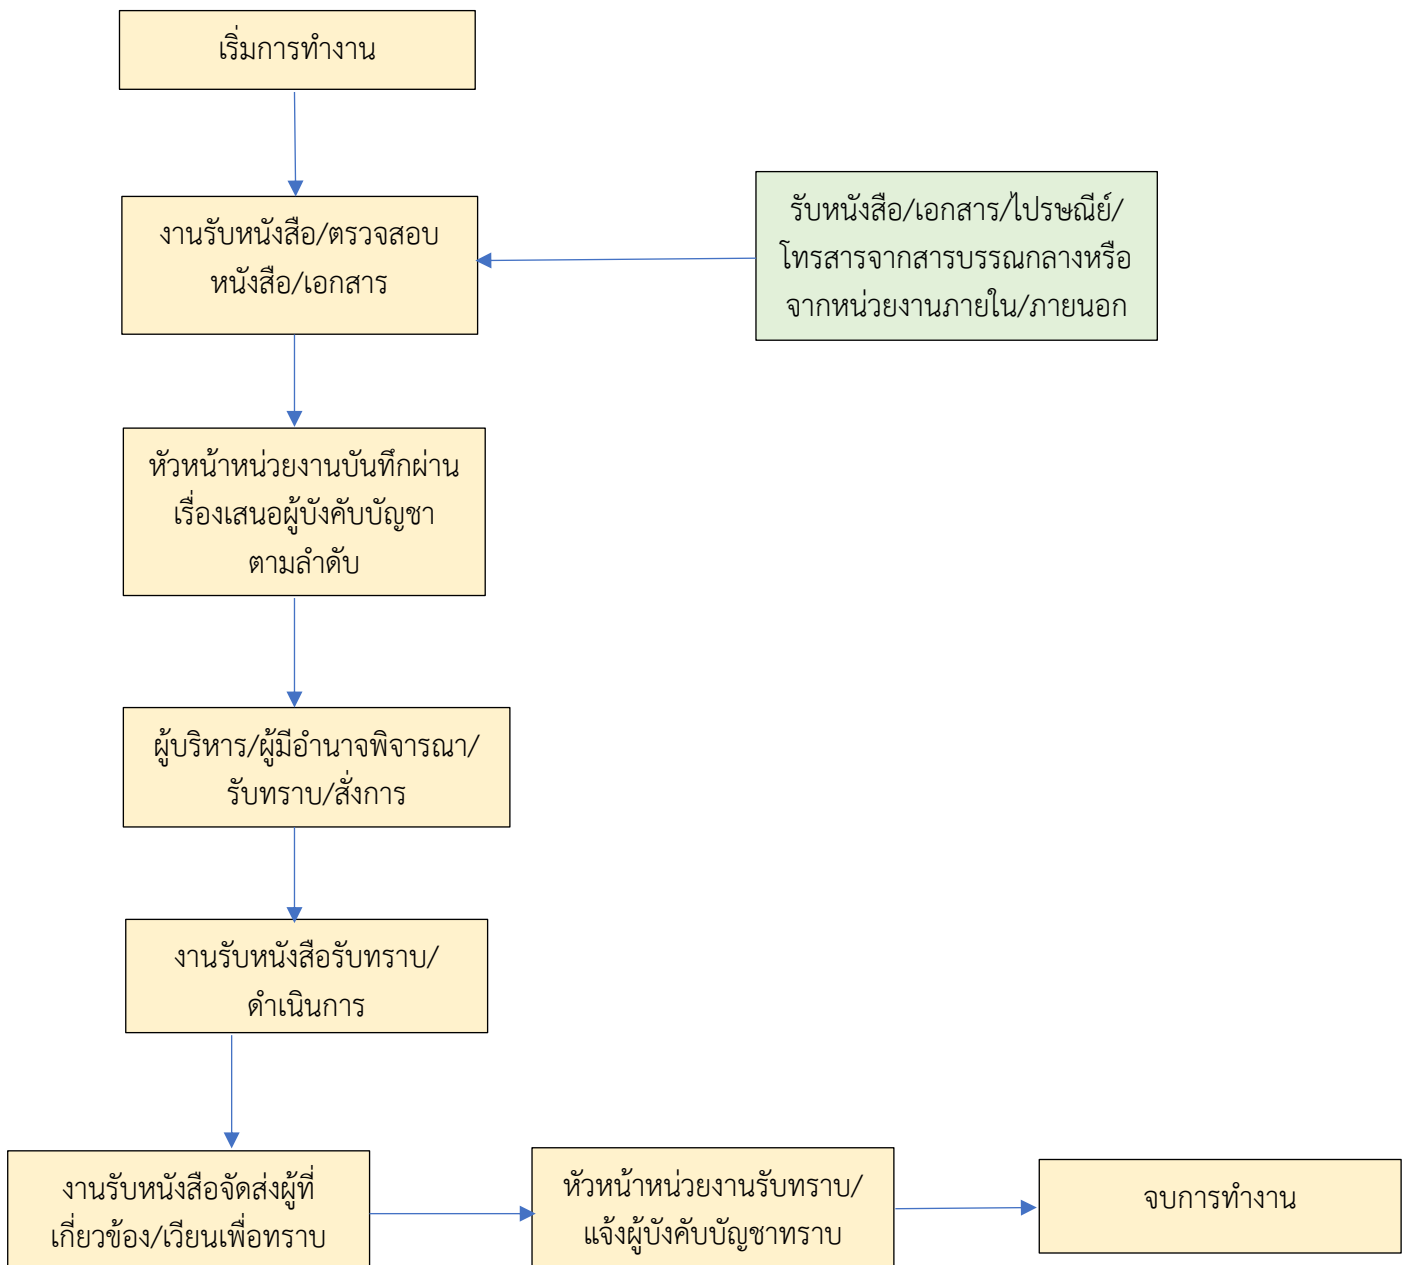 เริ่มการทำงาน
งานรับหนังสือ/ตรวจสอบ
หนังสือ/เอกสาร
รับหนังสือ/เอกสาร/ไปรษณีย์/
โทรสารจากสารบรรณกลางหรือ
จากหน่วยงานภายใน/ภายนอก
หัวหน้าหน่วยงานบันทึกผ่าน
เรื่องเสนอผู้บังคับบัญชา
ตามลำดับ
ผู้บริหาร/ผู้มีอำนาจพิจารณา/
รับทราบ/สั่งการ
งานรับหนังสือรับทราบ/
ดำเนินการ
งานรับหนังสือจัดส่งผู้ที่
เกี่ยวข้อง/เวียนเพื่อทราบ
หัวหน้าหน่วยงานรับทราบ/
แจ้งผู้บังคับบัญชาทราบ
จบการทำงาน